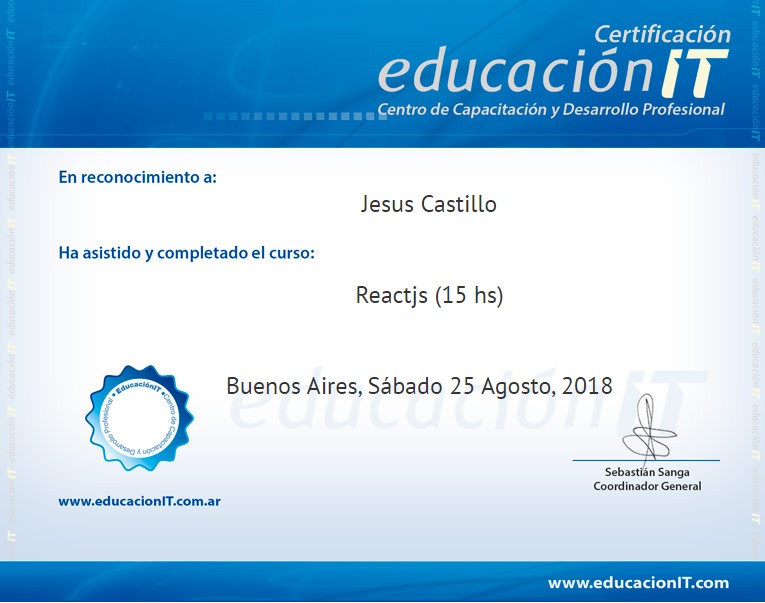 Certificación
educaciónIT
Centro de Capacitación y Desarrollo Profesional
En reconocimiento a:
Jesus Castillo
Ha asistido y completado el curso:
Reactjs (15 hs)
Buenos Aires, Sábado 25 Agosto, 2018
educaciónIT
• EducaciónIT •
Centro de Capacitación y Desarrollo Profesional
Sebastián Sanga
Coordinador General
www.educacionIT.com.ar
www.educacionIT.com